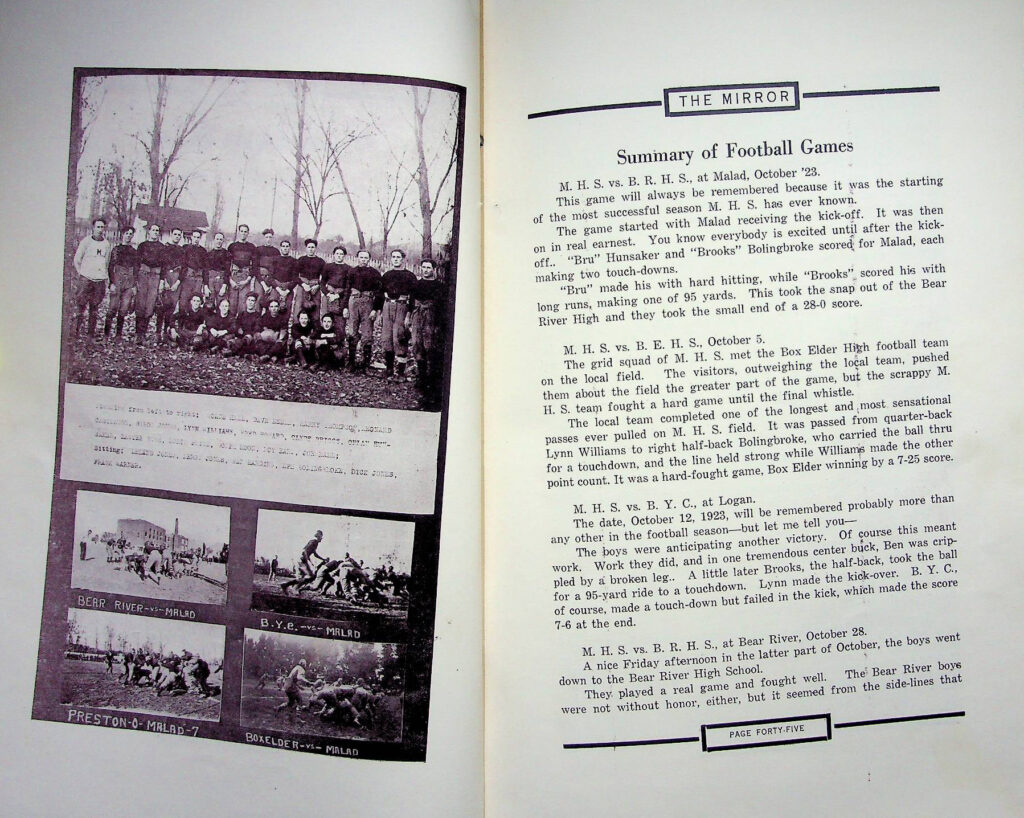 Standing from left to right;
LYNN WILLIAMS,
Sitting: DICK JONES,
FRANK WARNER.
BEAR RIVER -VS- MALAD
B.Y.C. -VS- MALAD
PRESTON-0- MALAD-7
BOXELDER -VS- MALAD
THE MIRROR
Summary of Football Games
M. H. S. vs. B. R. H. S., at Malad, October '23.
This game will always be remembered because it was the starting
of the most successful season M. H. S. has ever known.
The game started with Malad receiving the kick-off. It was then
on in real earnest. You know everybody is excited until after the kick-
off.. "Bru" Hunsaker and "Brooks" Bolingbroke scored for Malad, each
making two touch-downs.
"Bru" made his with hard hitting, while "Brooks" scored his with
long runs, making one of 95 yards. This took the snap out of the Bear
River High and they took the small end of a 28-0 score.
M. H. S. vs. B. E. H. S., October 5.
The grid squad of M. H. S. met the Box Elder High football team
on the local field. The visitors, outweighing the local team, pushed
them about the field the greater part of the game, but the scrappy M.
H. S. team fought a hard game until the final whistle.
The local team completed one of the longest and most sensational
passes ever pulled on M. H. S. field. It was passed from quarter-back
Lynn Williams to right half-back Bolingbroke, who carried the ball thru
for a touchdown, and the line held strong while Williams made the other
point count. It was a hard-fought game, Box Elder winning by a 7-25 score.
M. H. S. vs. B. Y. C., at Logan.
The date, October 12, 1923, will be remembered probably more than
any other in the football season—but let me tell you—
The boys were anticipating another victory. Of course this meant
work. Work they did, and in one tremendous center buck, Ben was crip-
pled by a broken leg.. A little later Brooks, the half-back, took the ball
for a 95-yard ride to a touchdown. Lynn made the kick-over. B. Y. C.,
of course, made a touch-down but failed in the kick, which made the score
7-6 at the end.
M. H. S. vs. B. R. H. S., at Bear River, October 28.
A nice Friday afternoon in the latter part of October, the boys went
down to the Bear River High School.
They played a real game and fought well. The Bear River boys
were not without honor, either, but it seemed from the side-lines that
PAGE FORTY-FIVE